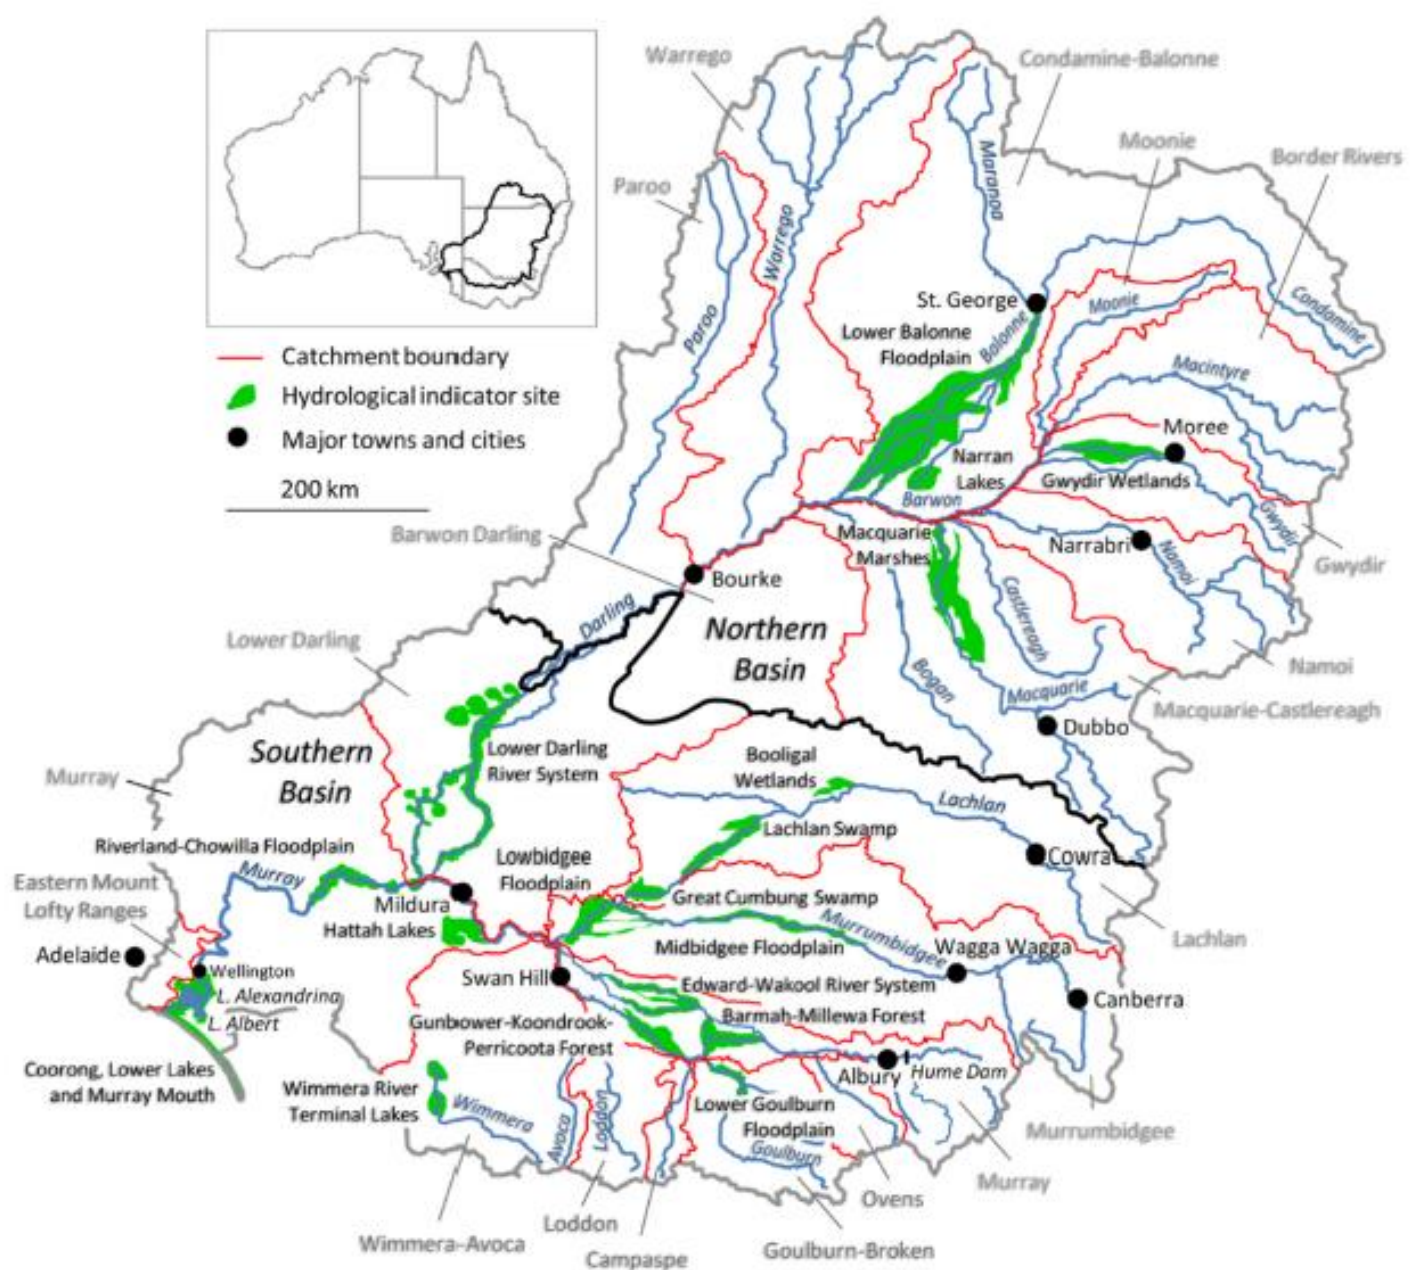 Warrego
Condamine-Balonne
Moonie
Border Rivers
Paroo
Maranoa
Warrego
Paroo
St. George
Moonie
Condamine
Lower Balonne
Floodplain
Balonne
Catchment boundary
Macintyre
Hydrological indicator site
Major towns and cities
Moree
Narran
Lakes
Gwydir Wetlands
200 km
Barwon
Gwydir
Barwon Darling
Macquarie
Marshes
Narrabri
Namoi
Gwydir
Bourke
Castlereagh
Darling
Northern
Basin
Lower Darling
Bogan
Namoi
Macquarie
Macquarie-Castlereagh
Dubbo
Southern
Basin
Lower Darling
River System
Booligal
Wetlands
Murray
Lachlan
Lachlan Swamp
Riverland-Chowilla Floodplain
Cowra
Lowbidgee
Floodplain
Murray
Eastern Mount
Lofty Ranges
Mildura
Great Cumbung Swamp
Hattah Lakes
Murrumbidgee
Midbidgee Floodplain
Wagga Wagga
Lachlan
Adelaide
Wellington
Swan Hill
Edward-Wakool River System
Canberra
L. Alexandrina
L. Albert
Gunbower-Koondrook-
Perricoota Forest
Barmah-Millewa Forest
Coorong, Lower Lakes
and Murray Mouth
Albury
Hume Dam
Wimmera River
Terminal Lakes
Wimmera
Avoca
Loddon
Lower Goulburn
Floodplain
Goulburn
Murrumbidgee
Murray
Ovens
Loddon
Wimmera-Avoca
Campaspe
Goulburn-Broken